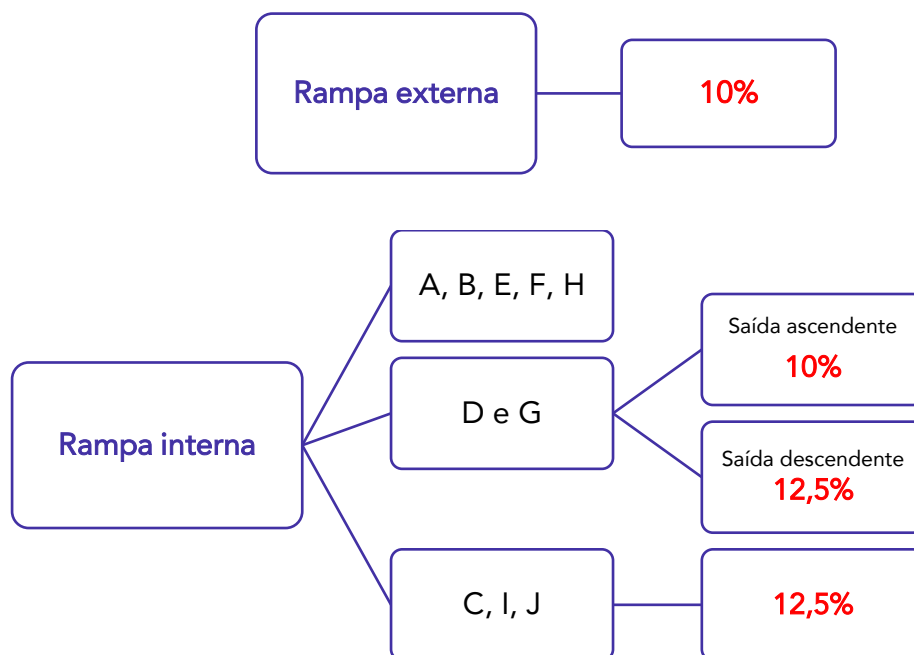 Rampa externa
10%
A, B, E, F, H
Rampa interna
D e G
Saída ascendente
10%
Saída descendente
12,5%
C, I, J
12,5%